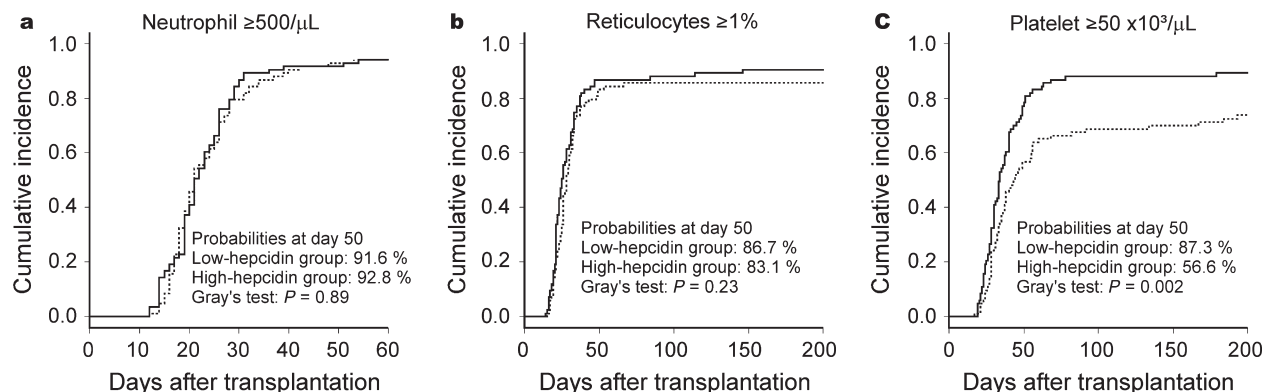 a Neutrophil ≥500/μL
Cumulative incidence
1.0
0.8
0.6
0.4
0.2
0.0
Probabilities at day 50
Low-hepcidin group: 91.6 %
High-hepcidin group: 92.8 %
Gray's test: P = 0.89
0 10 20 30 40 50 60
Days after transplantation
b Reticulocytes ≥1%
Cumulative incidence
1.0
0.8
0.6
0.4
0.2
0.0
Probabilities at day 50
Low-hepcidin group: 86.7 %
High-hepcidin group: 83.1 %
Gray's test: P = 0.23
0 50 100 150 200
Days after transplantation
c Platelet ≥50 x10³/μL
Cumulative incidence
1.0
0.8
0.6
0.4
0.2
0.0
Probabilities at day 50
Low-hepcidin group: 87.3 %
High-hepcidin group: 56.6 %
Gray's test: P = 0.002
0 50 100 150 200
Days after transplantation